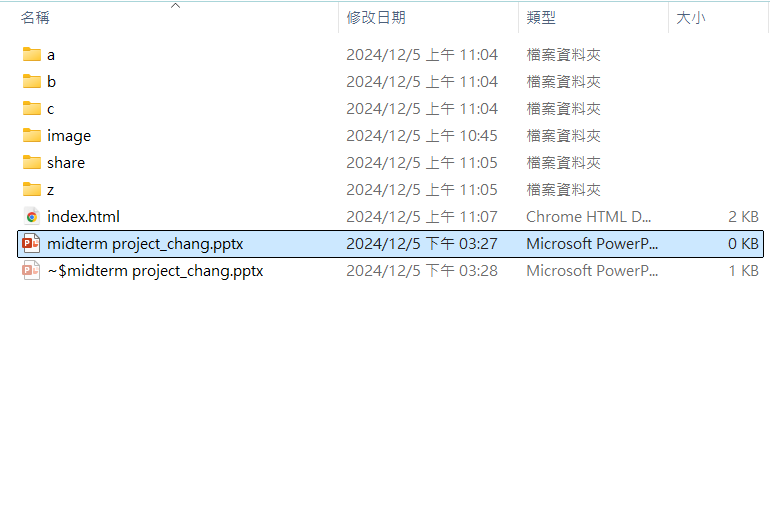 名稱 修改日期 類型 大小
a 2024/12/5 上午 11:04 檔案資料夾
b 2024/12/5 上午 11:04 檔案資料夾
c 2024/12/5 上午 11:04 檔案資料夾
image 2024/12/5 上午 10:45 檔案資料夾
share 2024/12/5 上午 11:05 檔案資料夾
z 2024/12/5 上午 11:05 檔案資料夾
index.html 2024/12/5 上午 11:07 Chrome HTML D... 2 KB
midterm project_chang.pptx 2024/12/5 下午 03:27 Microsoft PowerP... 0 KB
~$midterm project_chang.pptx 2024/12/5 下午 03:28 Microsoft PowerP... 1 KB